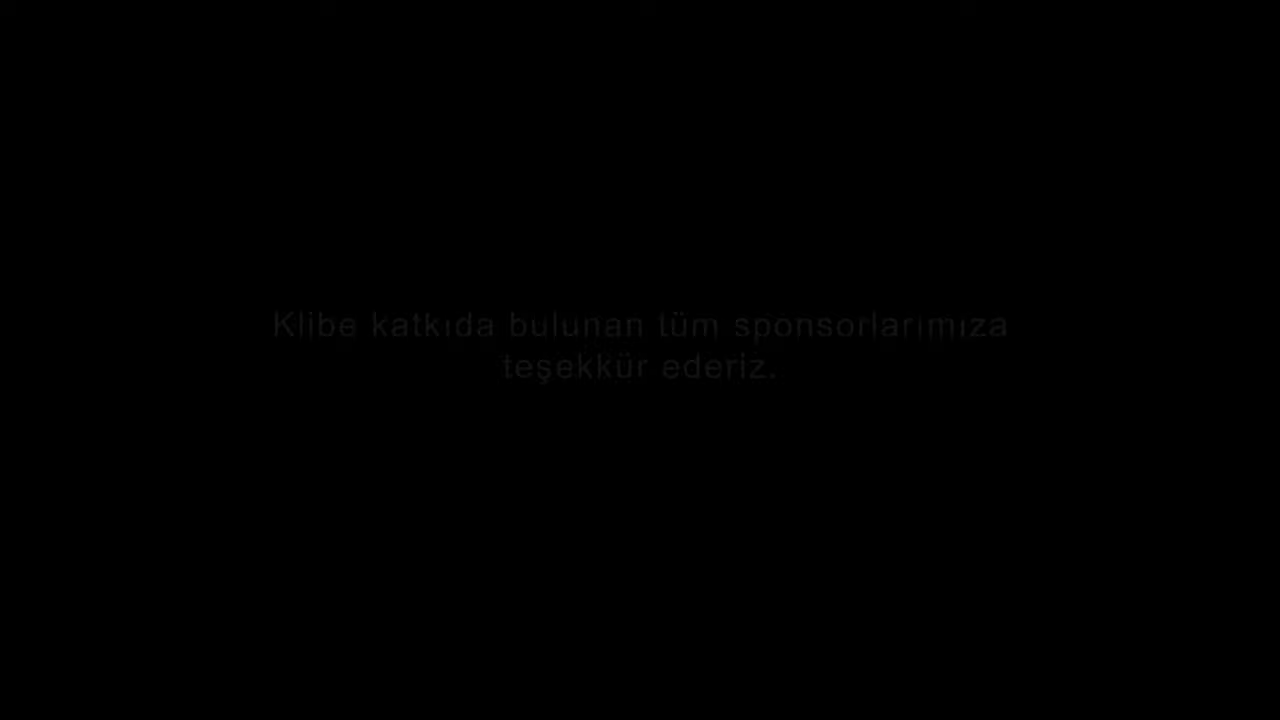 Klibe katkıda bulunan tüm sponsorlarımıza
teşekkür ederiz.